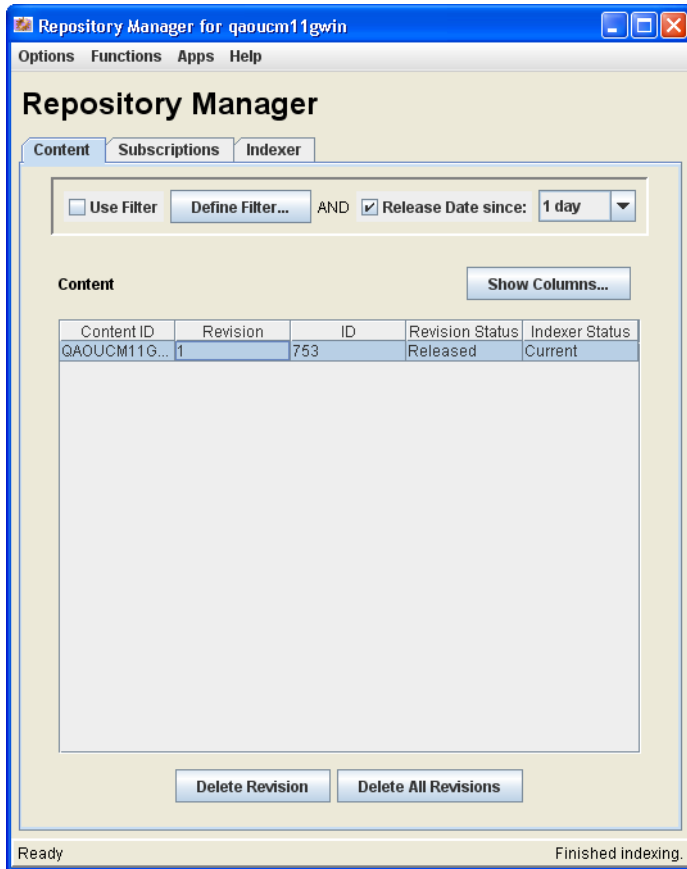 Repository Manager for qaoucm11gwin
Options Functions Apps Help
Repository Manager
Content Subscriptions Indexer
Use Filter Define Filter... AND Release Date since: 1 day
Content Show Columns...
Content ID Revision ID Revision Status Indexer Status
QAOUCM11G... 1 753 Released Current
Delete Revision Delete All Revisions
Ready Finished indexing.